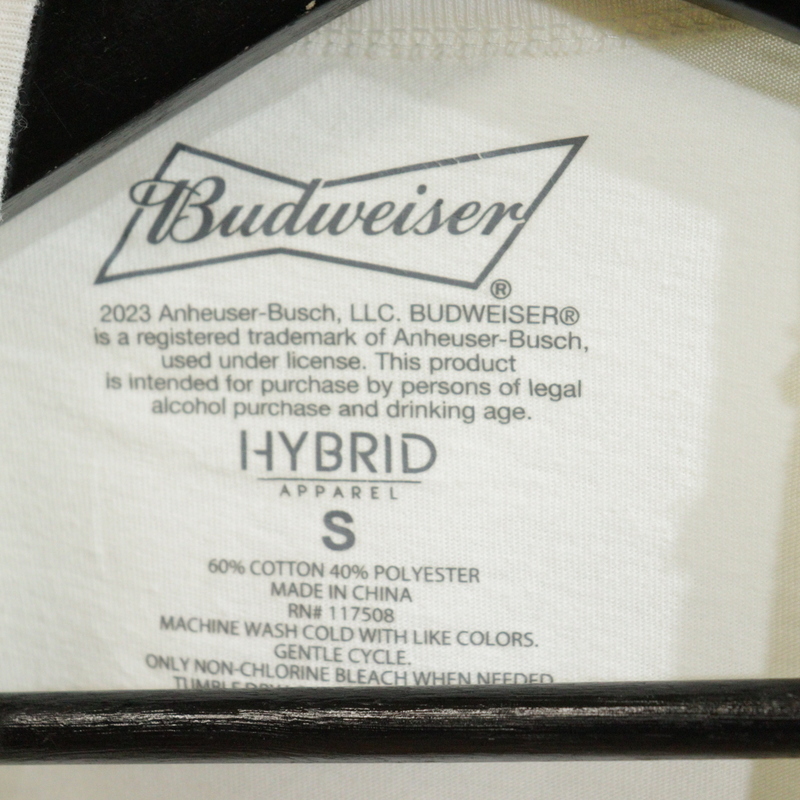 Budweiser®
2023 Anheuser-Busch, LLC. BUDWEISER®
is a registered trademark of Anheuser-Busch,
used under license. This product
is intended for purchase by persons of legal
alcohol purchase and drinking age.
HYBRID
APPAREL
S
60% COTTON 40% POLYESTER
MADE IN CHINA
RN# 117508
MACHINE WASH COLD WITH LIKE COLORS.
GENTLE CYCLE.
ONLY NON-CHLORINE BLEACH WHEN NEEDED
TUMBLE DRY